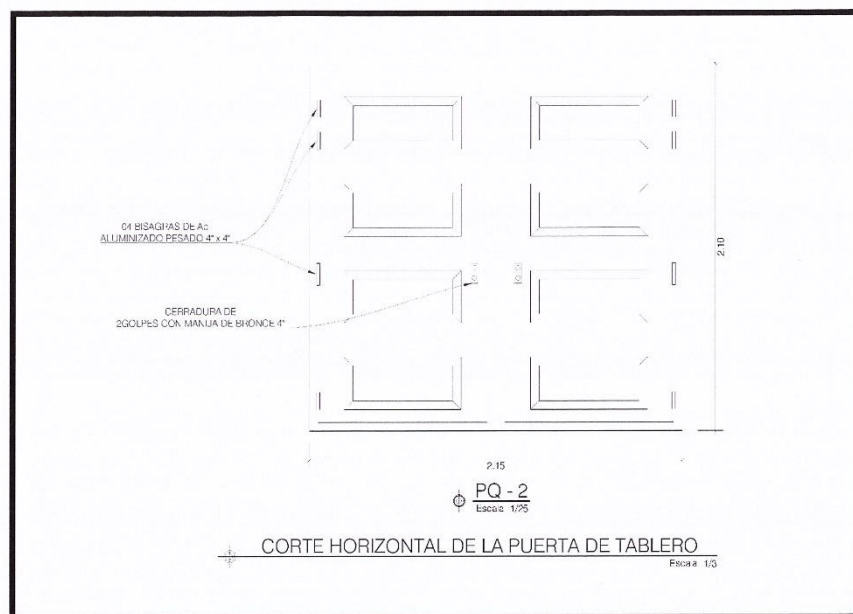 04 BISAGRAS DE Ac
ALUMINIZADO PESADO 4" x 4"
2.10
CERRADURA DE
2GOLPES CON MANIJA DE BRONCE 4"
2.15
PQ - 2
Escala 1/25
CORTE HORIZONTAL DE LA PUERTA DE TABLERO
Escala 1/3